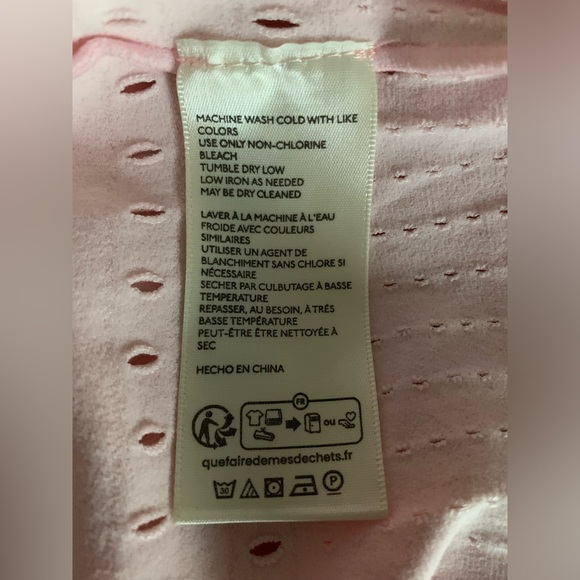 MACHINE WASH COLD WITH LIKE
COLORS
USE ONLY NON-CHLORINE
BLEACH
TUMBLE DRY LOW
LOW IRON AS NEEDED
MAY BE DRY CLEANED
LAVER À LA MACHINE À L'EAU
FROIDE AVEC COULEURS
SIMILAIRES
UTILISER UN AGENT DE
BLANCHIMENT SANS CHLORE SI
NÉCESSAIRE
SECHER PAR CULBUTAGE À BASSE
TEMPERATURE
REPASSER, AU BESOIN, À TRÉS
BASSE TEMPÉRATURE
PEUT-ÊTRE ÊTRE NETTOYÉE À
SEC
HECHO EN CHINA
FR
OU
quefairedemesdechets.fr
30
P